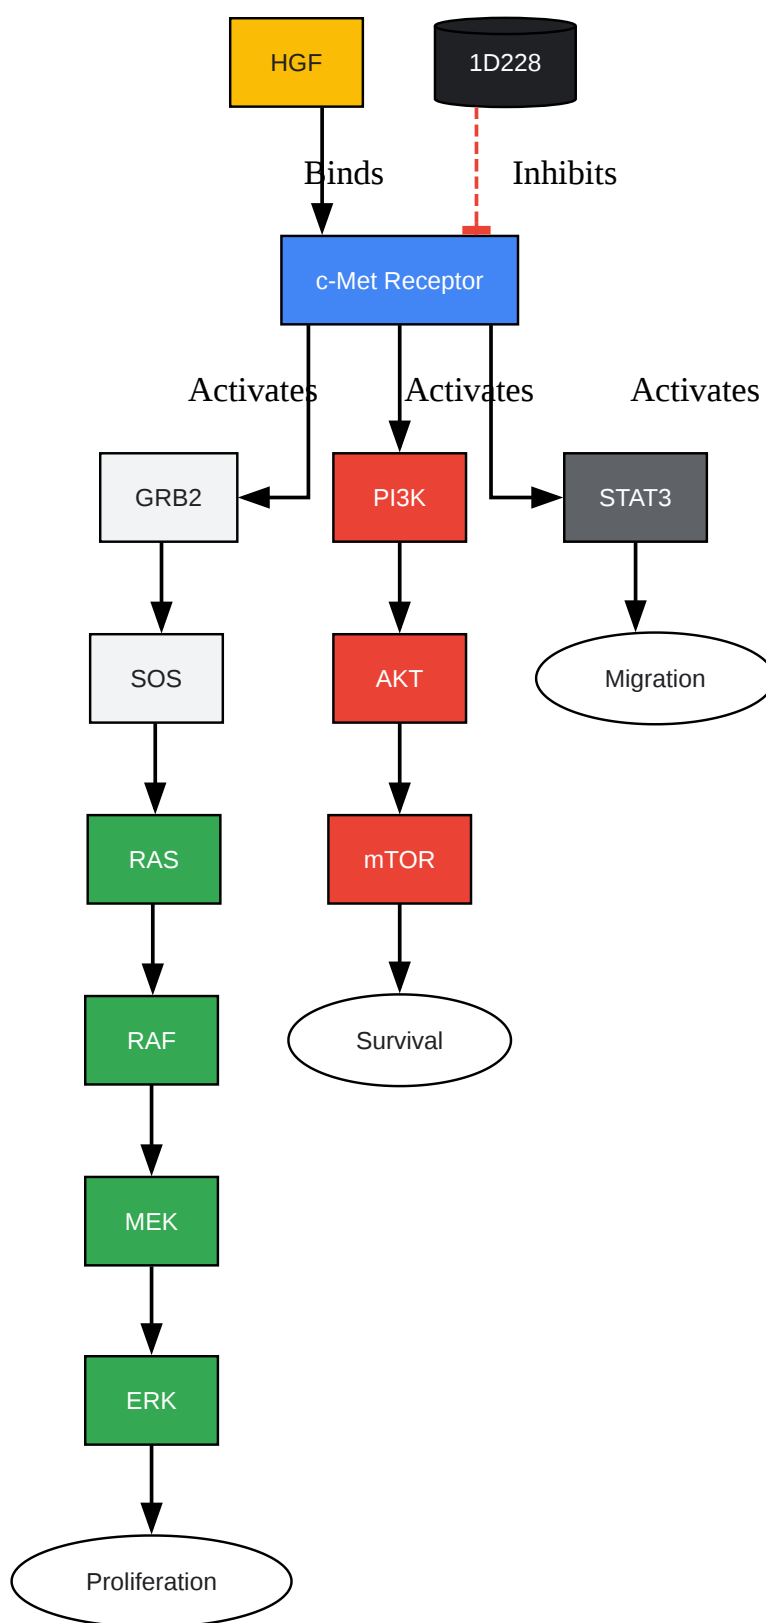 HGF
1D228
Binds
Inhibits
c-Met Receptor
Activates
Activates
Activates
GRB2
PI3K
STAT3
SOS
AKT
Migration
RAS
mTOR
RAF
Survival
MEK
ERK
Proliferation